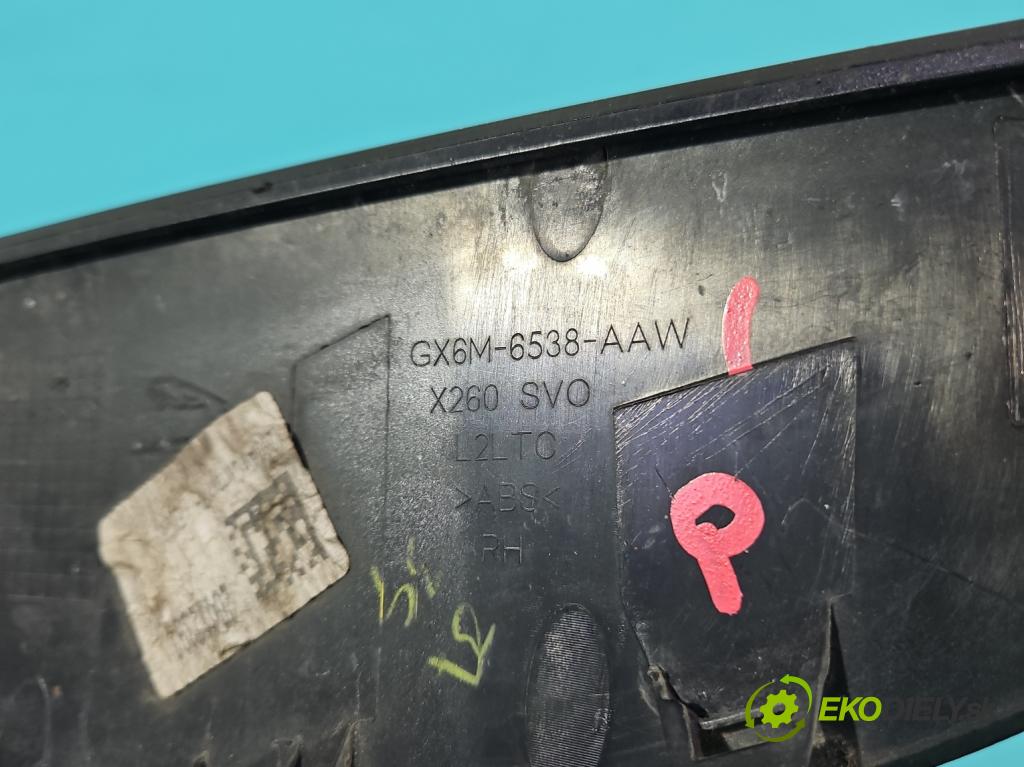 GX6M-6538-AAW
X260 SVO
L2LTC
>ABS<
RH
P
EKODIELY.sk